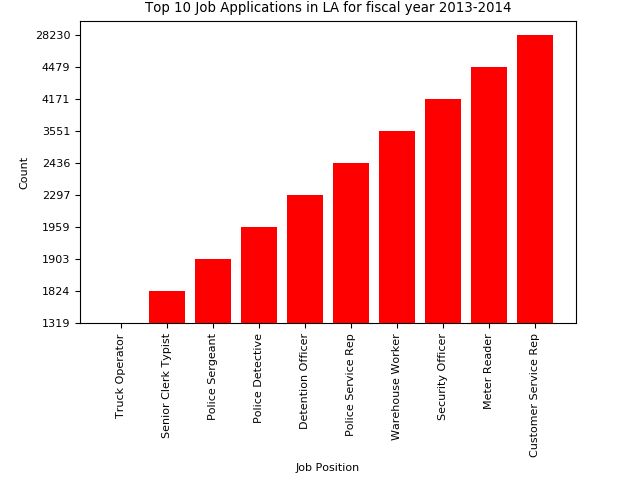 Top 10 Job Applications in LA for fiscal year 2013-2014
28230
4479
4171
3551
2436
2297
1959
1903
1824
1319
Count
Truck Operator
Senior Clerk Typist
Police Sergeant
Police Detective
Detention Officer
Police Service Rep
Warehouse Worker
Security Officer
Meter Reader
Customer Service Rep
Job Position